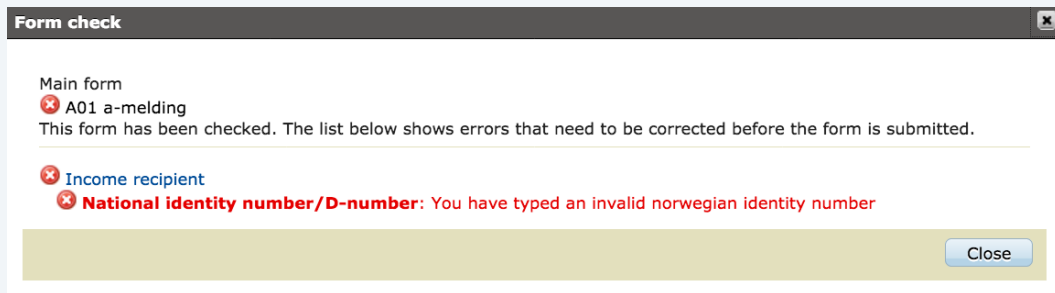 Form check
Main form
A01 a-melding
This form has been checked. The list below shows errors that need to be corrected before the form is submitted.
Income recipient
National identity number/D-number: You have typed an invalid norwegian identity number
Close